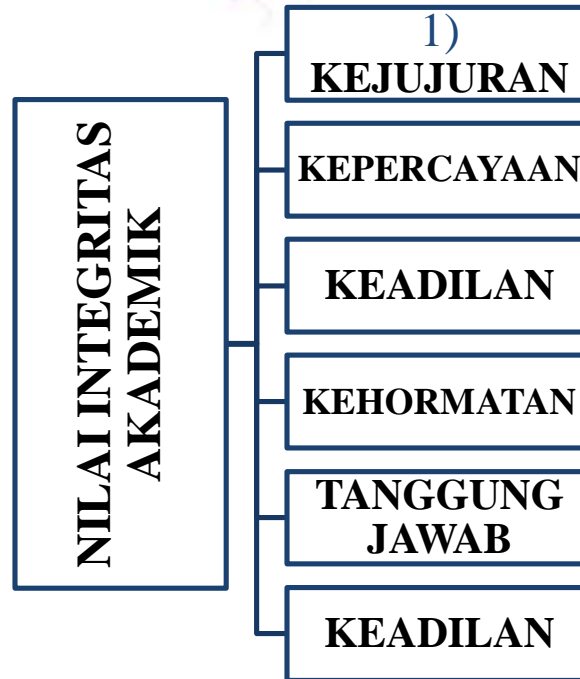 NILAI INTEGRITAS
AKADEMIK
1)
KEJUJURAN
KEPERCAYAAN
KEADILAN
KEHORMATAN
TANGGUNG
JAWAB
KEADILAN